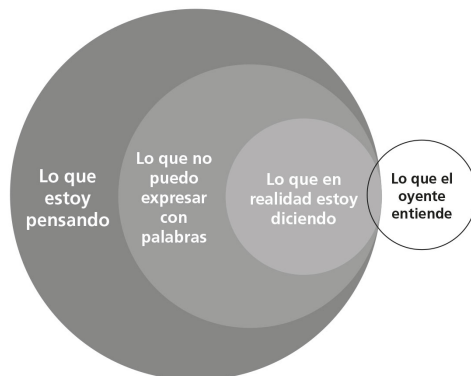 Lo que
estoy
pensando
Lo que no
puedo
expresar
con
palabras
Lo que en
realidad estoy
diciendo
Lo que el
oyente
entiende